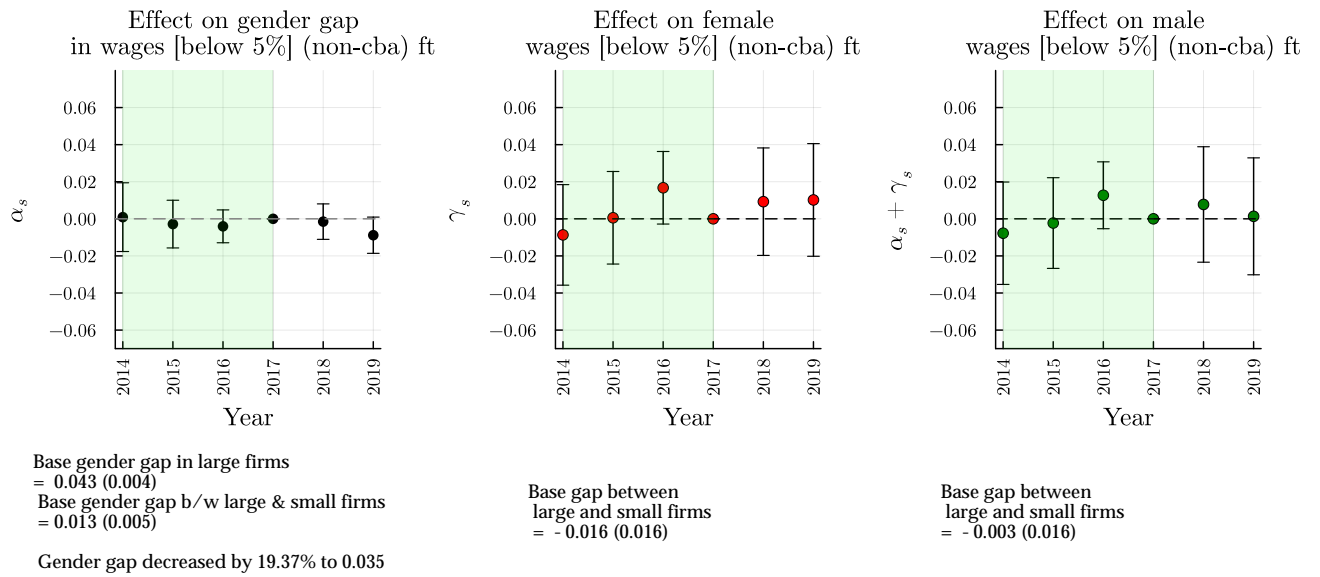 Effect on gender gap
in wages [below 5%] (non-cba) ft
α_s
0.06
0.04
0.02
0.00
−0.02
−0.04
−0.06
2014
2015
2016
2017
2018
2019
Year
Base gender gap in large firms
= 0.043 (0.004)
Base gender gap b/w large & small firms
= 0.013 (0.005)
Gender gap decreased by 19.37% to 0.035
Effect on female
wages [below 5%] (non-cba) ft
γ_s
0.06
0.04
0.02
0.00
−0.02
−0.04
−0.06
2014
2015
2016
2017
2018
2019
Year
Base gap between
large and small firms
= -0.016 (0.016)
Effect on male
wages [below 5%] (non-cba) ft
α_s + γ_s
0.06
0.04
0.02
0.00
−0.02
−0.04
−0.06
2014
2015
2016
2017
2018
2019
Year
Base gap between
large and small firms
= -0.003 (0.016)